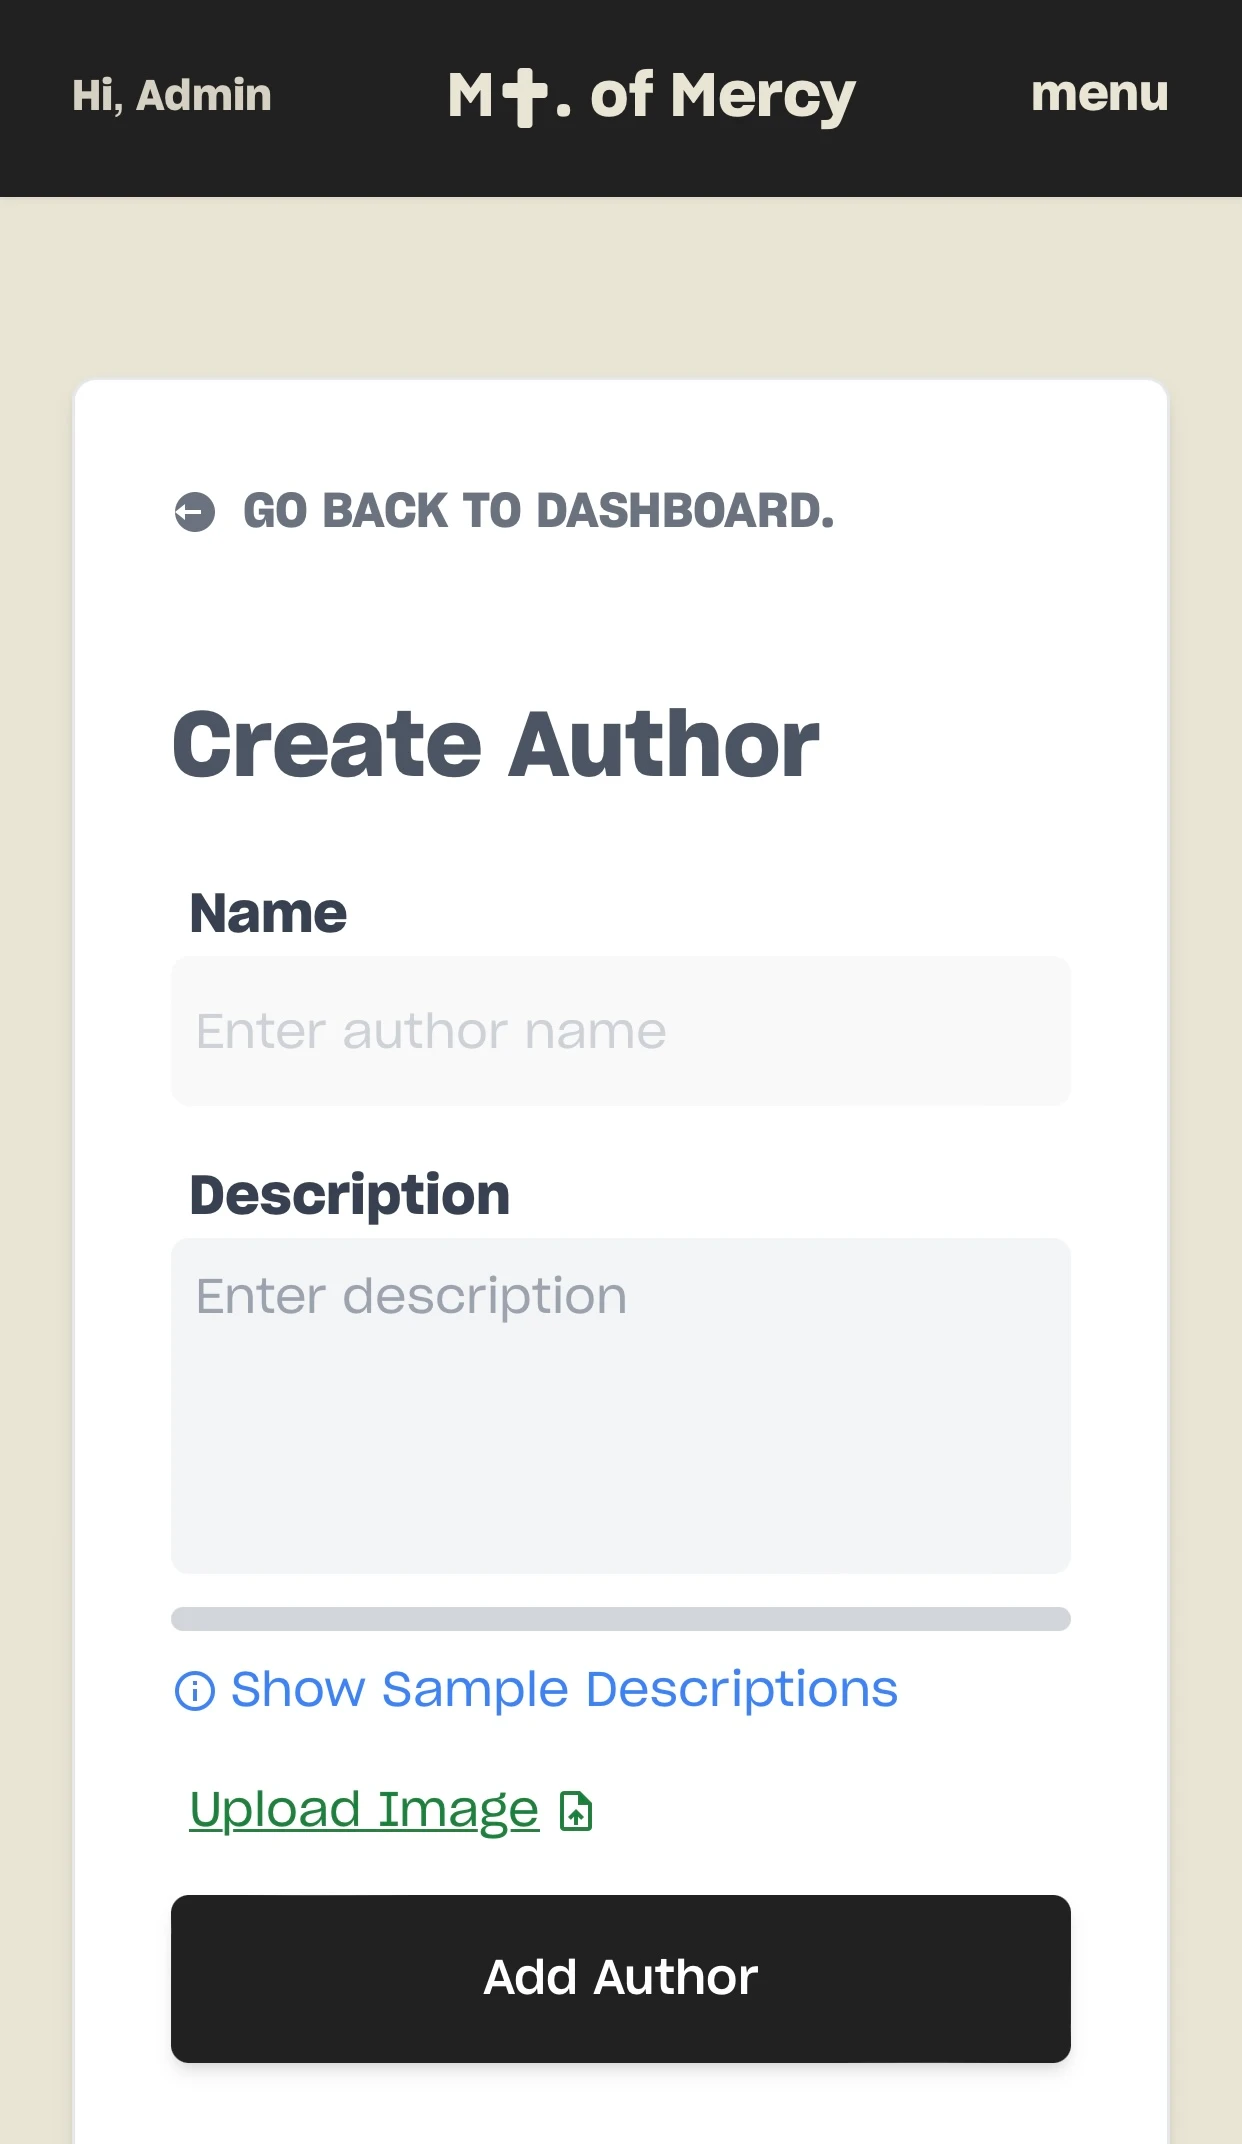 Hi, Admin
M✝. of Mercy
menu
GO BACK TO DASHBOARD.
Create Author
Name
Enter author name
Description
Enter description
Show Sample Descriptions
Upload Image
Add Author